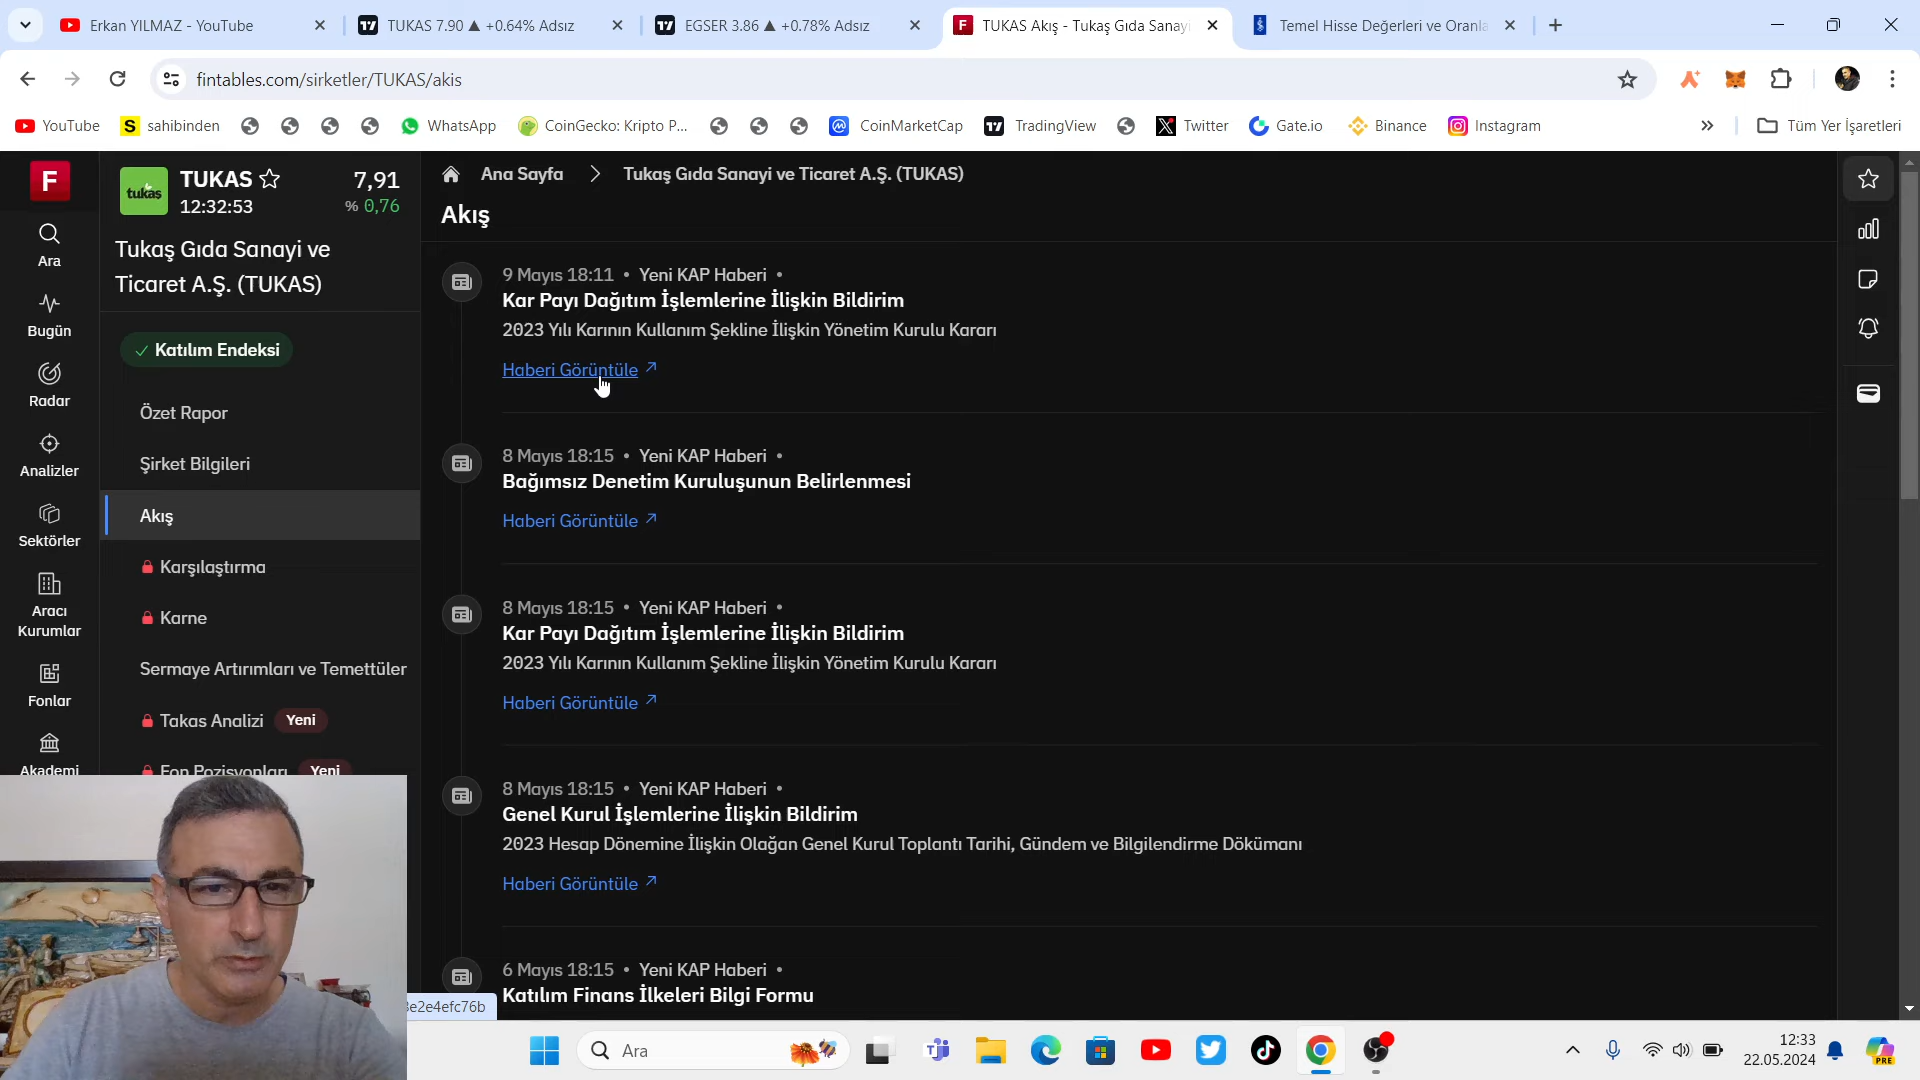 Erkan YILMAZ - YouTube
TUKAS 7.90 ▲ +0.64% Adsız
EGSER 3.86 ▲ +0.78% Adsız
TUKAS Akış - Tukaş Gıda Sanayi
Temel Hisse Değerleri ve Oranla
fintables.com/sirketler/TUKAS/akis
YouTube
sahibinden
WhatsApp
CoinGecko: Kripto P...
CoinMarketCap
TradingView
Twitter
Gate.io
Binance
Instagram
Tüm Yer İşaretleri
F
Ara
Bugün
Radar
Analizler
Sektörler
Aracı
Kurumlar
Fonlar
Akademi
tukaş
TUKAS
7,91
12:32:53
% 0,76
Tukaş Gıda Sanayi ve
Ticaret A.Ş. (TUKAS)
Katılım Endeksi
Özet Rapor
Şirket Bilgileri
Akış
Karşılaştırma
Karne
Sermaye Artırımları ve Temettüler
Takas Analizi Yeni
Fon Pozisyonları Yeni
Ana Sayfa > Tukaş Gıda Sanayi ve Ticaret A.Ş. (TUKAS)
Akış
9 Mayıs 18:11 • Yeni KAP Haberi •
Kar Payı Dağıtım İşlemlerine İlişkin Bildirim
2023 Yılı Karının Kullanım Şekline İlişkin Yönetim Kurulu Kararı
Haberi Görüntüle
8 Mayıs 18:15 • Yeni KAP Haberi •
Bağımsız Denetim Kuruluşunun Belirlenmesi
Haberi Görüntüle
8 Mayıs 18:15 • Yeni KAP Haberi •
Kar Payı Dağıtım İşlemlerine İlişkin Bildirim
2023 Yılı Karının Kullanım Şekline İlişkin Yönetim Kurulu Kararı
Haberi Görüntüle
8 Mayıs 18:15 • Yeni KAP Haberi •
Genel Kurul İşlemlerine İlişkin Bildirim
2023 Hesap Dönemine İlişkin Olağan Genel Kurul Toplantı Tarihi, Gündem ve Bilgilendirme Dökümanı
Haberi Görüntüle
6 Mayıs 18:15 • Yeni KAP Haberi •
Katılım Finans İlkeleri Bilgi Formu
e2e4efc76b
Ara
12:33
22.05.2024
PRE